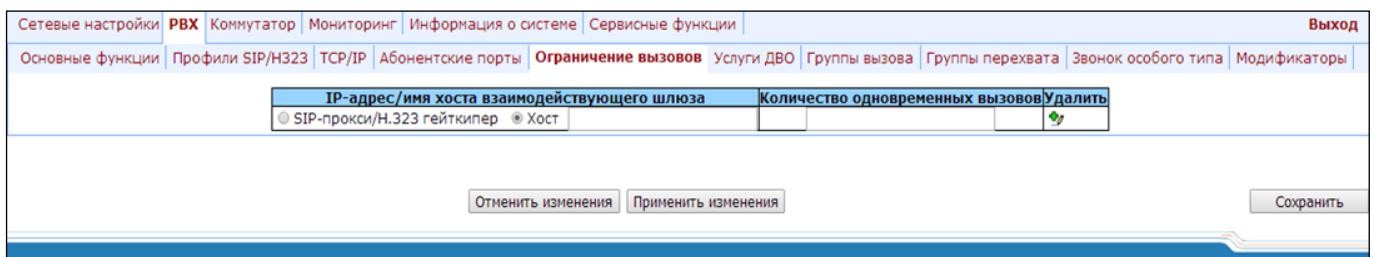 Сетевые настройки PBX Коммутатор Мониторинг Информация о системе Сервисные функции Выход
Основные функции Профили SIP/H323 TCP/IP Абонентские порты Ограничение вызовов Услуги ДВО Группы вызова Группы перехвата Звонок особого типа Модификаторы
IP-адрес/имя хоста взаимодействующего шлюза Количество одновременных вызовов Удалить
SIP-прокси/H.323 гейткипер Хост
Отменить изменения Применить изменения Сохранить